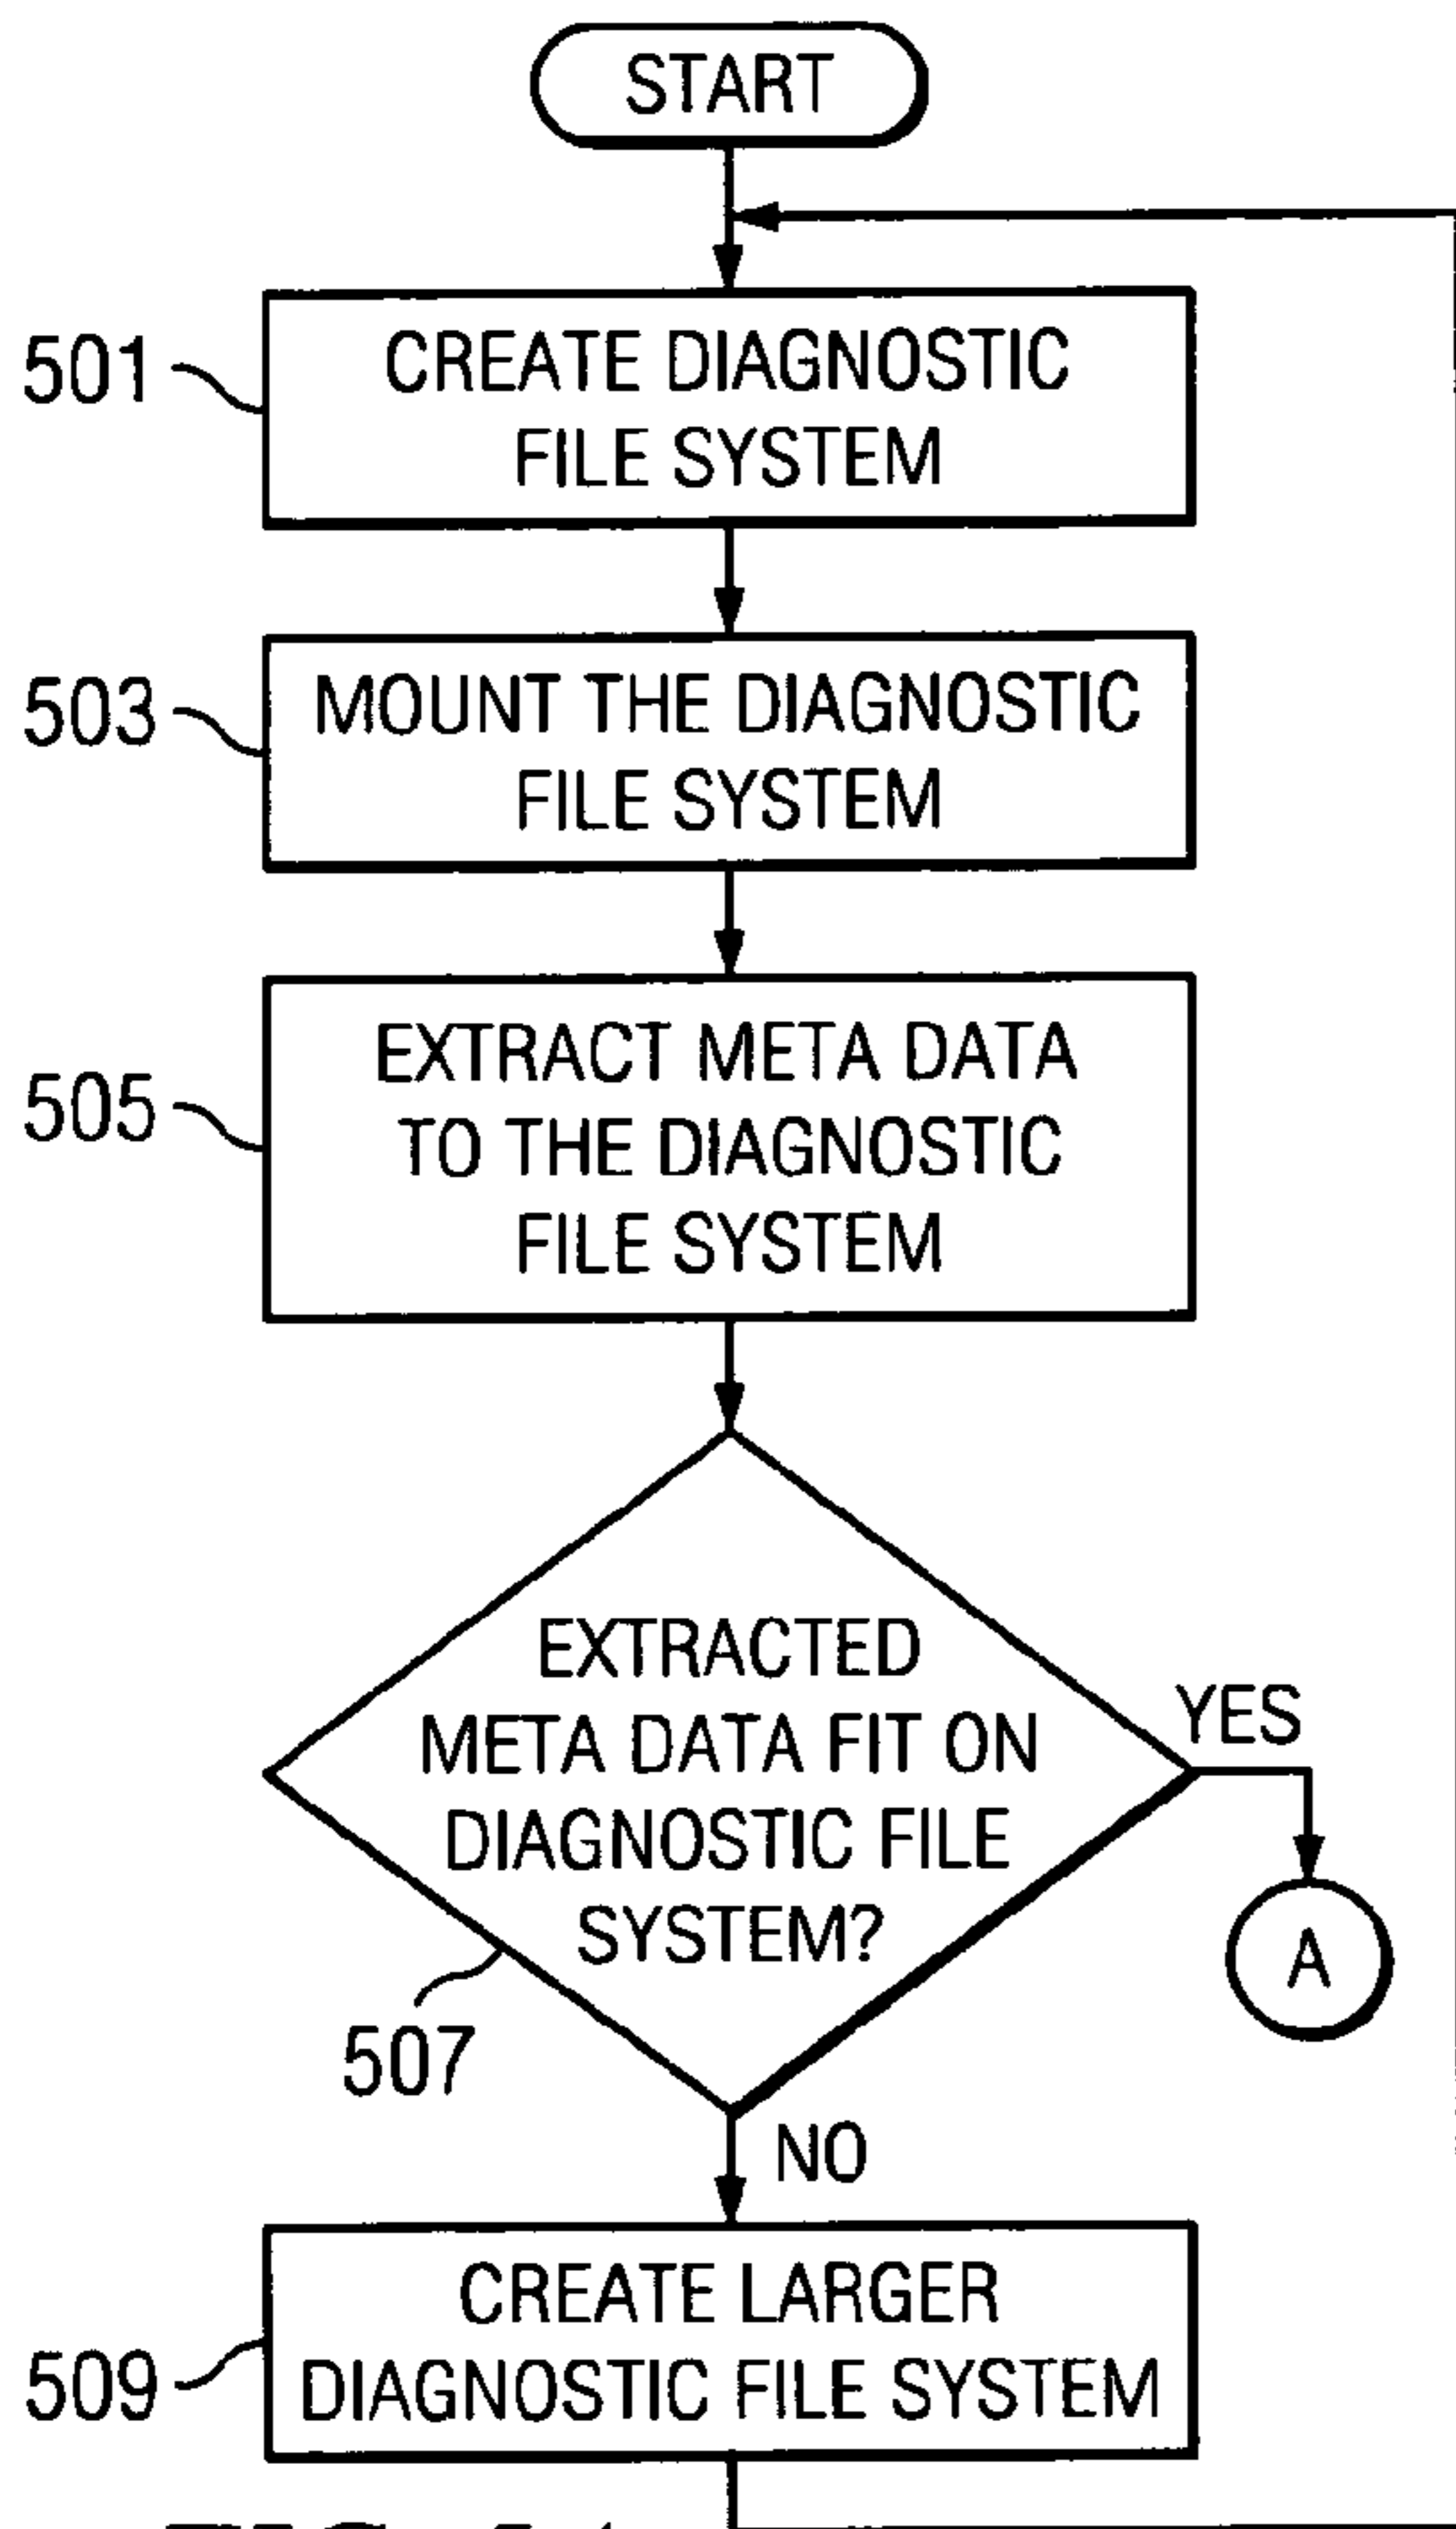 START
501
CREATE DIAGNOSTIC
FILE SYSTEM
503
MOUNT THE DIAGNOSTIC
FILE SYSTEM
505
EXTRACT META DATA
TO THE DIAGNOSTIC
FILE SYSTEM
EXTRACTED
META DATA FIT ON
DIAGNOSTIC FILE
SYSTEM?
YES
A
507
NO
509
CREATE LARGER
DIAGNOSTIC FILE SYSTEM